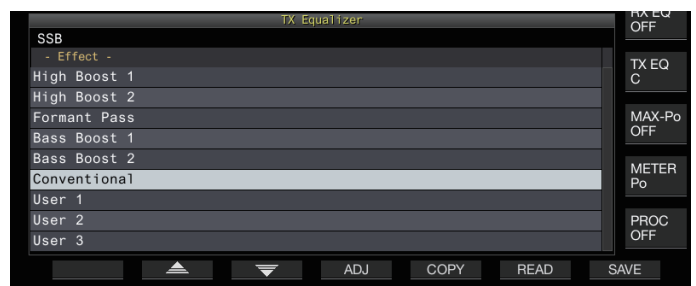 TX Equalizer
SSB
- Effect -
High Boost 1
High Boost 2
Formant Pass
Bass Boost 1
Bass Boost 2
Conventional
User 1
User 2
User 3
RX EQ
OFF
TX EQ
C
MAX-Po
OFF
METER
Po
PROC
OFF
ADJ
COPY
READ
SAVE